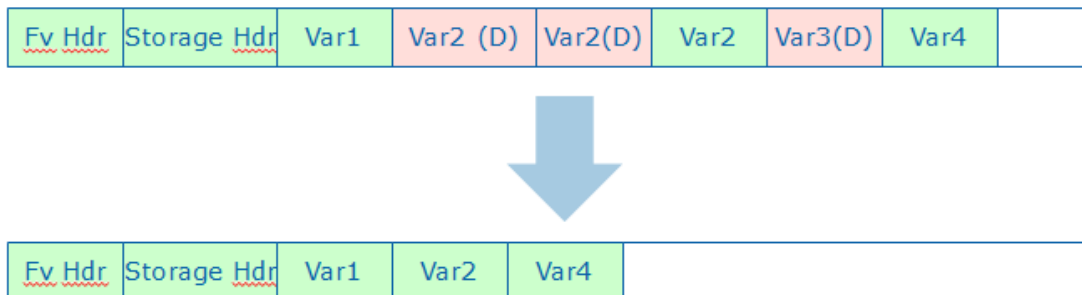 Fv Hdr Storage Hdr Var1 Var2 (D) Var2(D) Var2 Var3(D) Var4
Fv Hdr Storage Hdr Var1 Var2 Var4